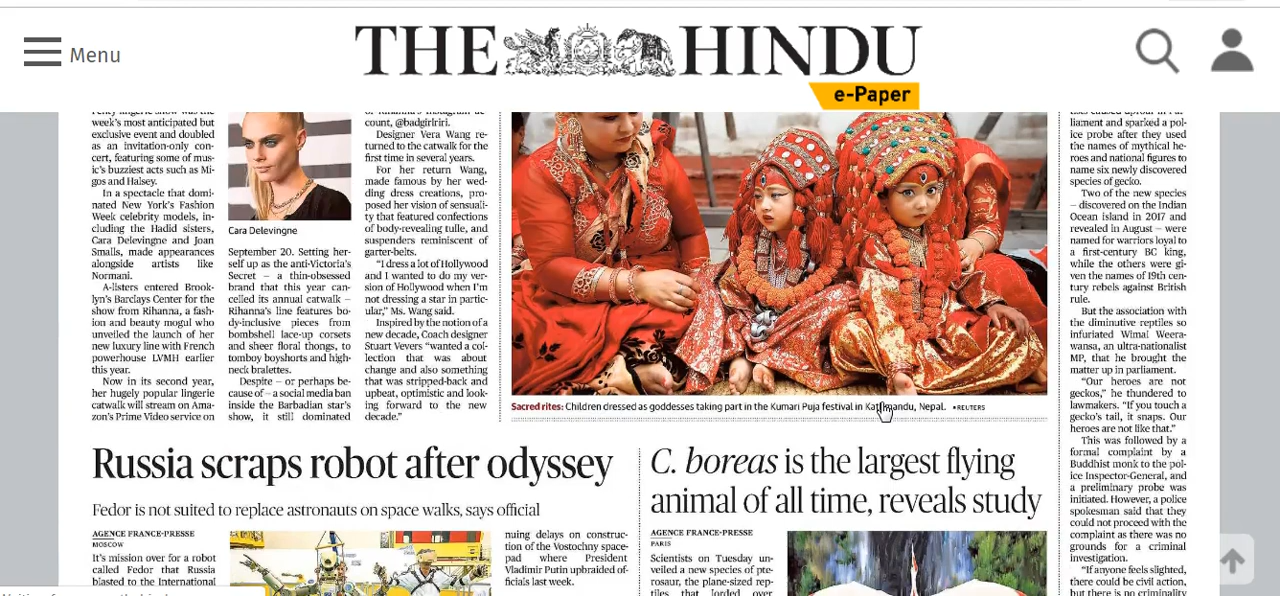 Menu
THE HINDU
e-Paper
week's most anticipated but
exclusive event and doubled
as an invitation-only con-
cert, featuring some of mus-
ic's buzziest acts such as Mi-
gos and Halsey.
In a spectacle that domi-
nated New York's Fashion
Week celebrity models, in-
cluding the Hadid sisters,
Cara Delevingne and Joan
Smalls, made appearances
alongside artists like
Normani.
A-listers entered Brook-
lyn's Barclays Center for the
show from Rihanna, a fash-
ion and beauty mogul who
unveiled the launch of her
new luxury line with French
powerhouse LVMH earlier
this year.
Now in its second year,
her hugely popular lingerie
catwalk will stream on Ama-
zon's Prime Video service on
Cara Delevingne
September 20. Setting her-
self up as the anti-Victoria's
Secret – a thin-obsessed
brand that this year can-
celled its annual catwalk –
Rihanna's line features bo-
dy-inclusive pieces from
bombshell lace-up corsets
and sheer floral thongs, to
tomboy boyshorts and high-
neck bralettes.
Despite – or perhaps be-
cause of – a social media ban
inside the Barbadian star's
show, it still dominated
count, @badgirlriri.
Designer Vera Wang re-
turned to the catwalk for the
first time in several years.
For her return Wang,
made famous by her wed-
ding dress creations, pro-
posed her vision of sensuali-
ty that featured confections
of body-revealing tulle, and
suspenders reminiscent of
garter-belts.
"I dress a lot of Hollywood
and I wanted to do my ver-
sion of Hollywood when I'm
not dressing a star in partic-
ular," Ms. Wang said.
Inspired by the notion of a
new decade, Coach designer
Stuart Vevers "wanted a col-
lection that was about
change and also something
that was stripped-back and
upbeat, optimistic and look-
ing forward to the new
decade."
Sacred rites: Children dressed as goddesses taking part in the Kumari Puja festival in Kathmandu, Nepal. •REUTERS
liament and sparked a po-
lice probe after they used
the names of mythical he-
roes and national figures to
name six newly discovered
species of gecko.
Two of the new species
– discovered on the Indian
Ocean island in 2017 and
revealed in August – were
named for warriors loyal to
a first-century BC king,
while the others were gi-
ven the names of 19th cen-
tury rebels against British
rule.
But the association with
the diminutive reptiles so
infuriated Wimal Weera-
wansa, an ultra-nationalist
MP, that he brought the
matter up in parliament.
"Our heroes are not
geckos," he thundered to
lawmakers. "If you touch a
gecko's tail, it snaps. Our
heroes are not like that."
This was followed by a
formal complaint by a
Buddhist monk to the pol-
ice Inspector-General, and
a preliminary probe was
initiated. However, a police
spokesman said that they
could not proceed with the
complaint as there was no
grounds for a criminal
investigation.
"If anyone feels slighted,
there could be civil action,
but there is no criminality
Russia scraps robot after odyssey
Fedor is not suited to replace astronauts on space walks, says official
AGENCE FRANCE-PRESSE
MOSCOW
It's mission over for a robot
called Fedor that Russia
blasted to the International
nuing delays on construc-
tion of the Vostochny space-
pad where President
Vladimir Putin upbraided of-
ficials last week.
C. boreas is the largest flying
animal of all time, reveals study
AGENCE FRANCE-PRESSE
PARIS
Scientists on Tuesday un-
veiled a new species of pte-
rosaur, the plane-sized rep-
tiles that lorded over